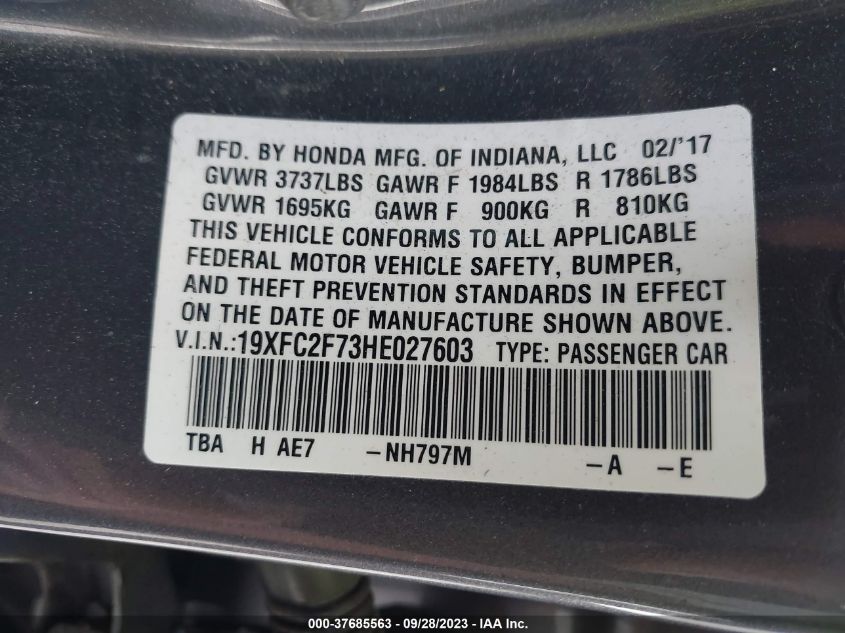 MFD. BY HONDA MFG. OF INDIANA, LLC 02/'17
GVWR 3737LBS GAWR F 1984LBS R 1786LBS
GVWR 1695KG GAWR F 900KG R 810KG
THIS VEHICLE CONFORMS TO ALL APPLICABLE
FEDERAL MOTOR VEHICLE SAFETY, BUMPER,
AND THEFT PREVENTION STANDARDS IN EFFECT
ON THE DATE OF MANUFACTURE SHOWN ABOVE.
V.I.N.:19XFC2F73HE027603 TYPE: PASSENGER CAR
TBA H AE7 -NH797M -A -E
000-37685563 / 09/28/2023 / © IAA Inc.